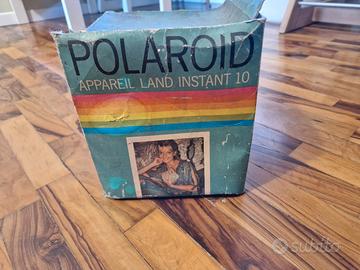 POLAROID
APPAREIL LAND INSTANT 10
subito